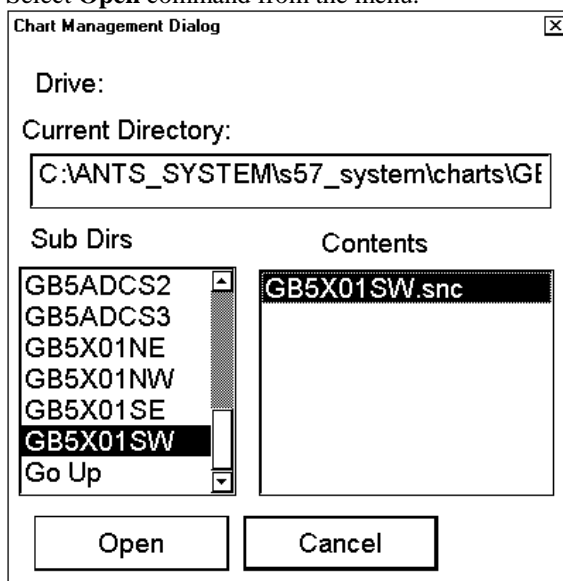 Select Open command from the menu.
Chart Management Dialog
Drive:
Current Directory:
C:\ANTS_SYSTEM\s57_system\charts\GE
Sub Dirs
Contents
GB5ADCS2
GB5ADCS3
GB5X01NE
GB5X01NW
GB5X01SE
GB5X01SW
Go Up
GB5X01SW.snc
Open
Cancel